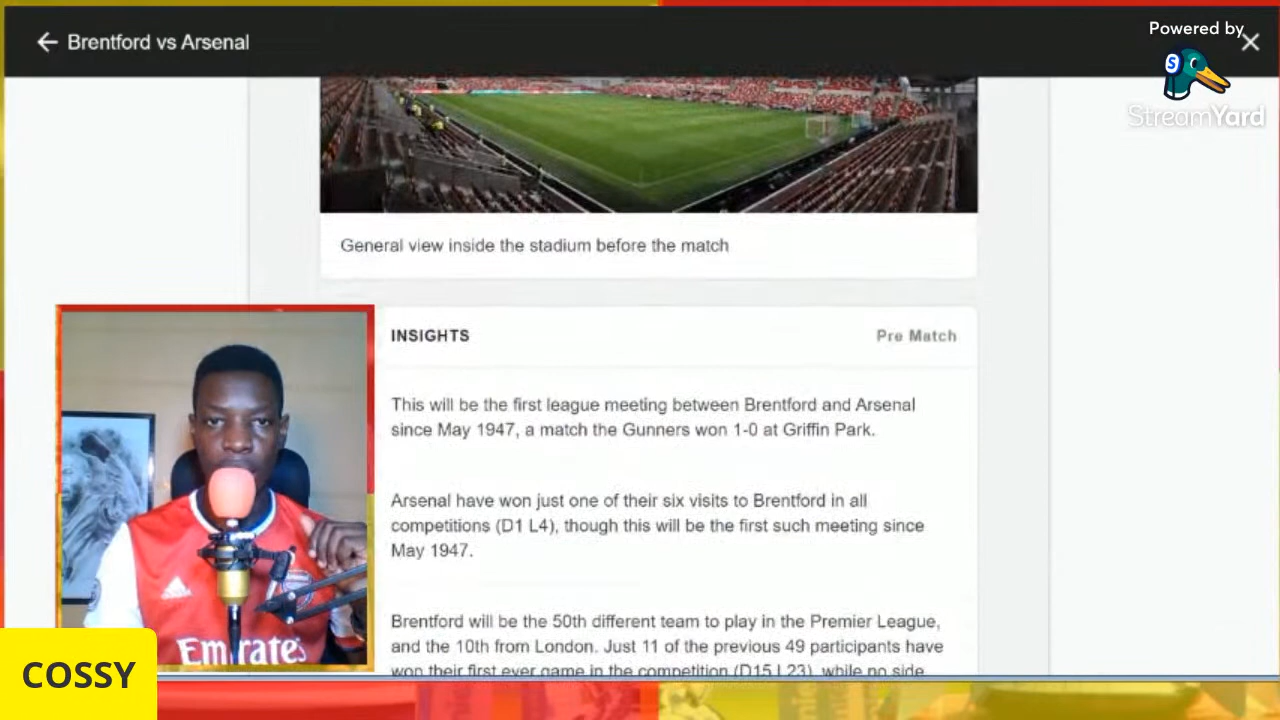 Brentford vs Arsenal
Powered by
StreamYard
General view inside the stadium before the match
INSIGHTS
Pre Match
This will be the first league meeting between Brentford and Arsenal
since May 1947, a match the Gunners won 1-0 at Griffin Park.
Arsenal have won just one of their six visits to Brentford in all
competitions (D1 L4), though this will be the first such meeting since
May 1947.
Brentford will be the 50th different team to play in the Premier League,
and the 10th from London. Just 11 of the previous 49 participants have
won their first ever game in the competition (D15 L23), while no side
Emirates
COSSY